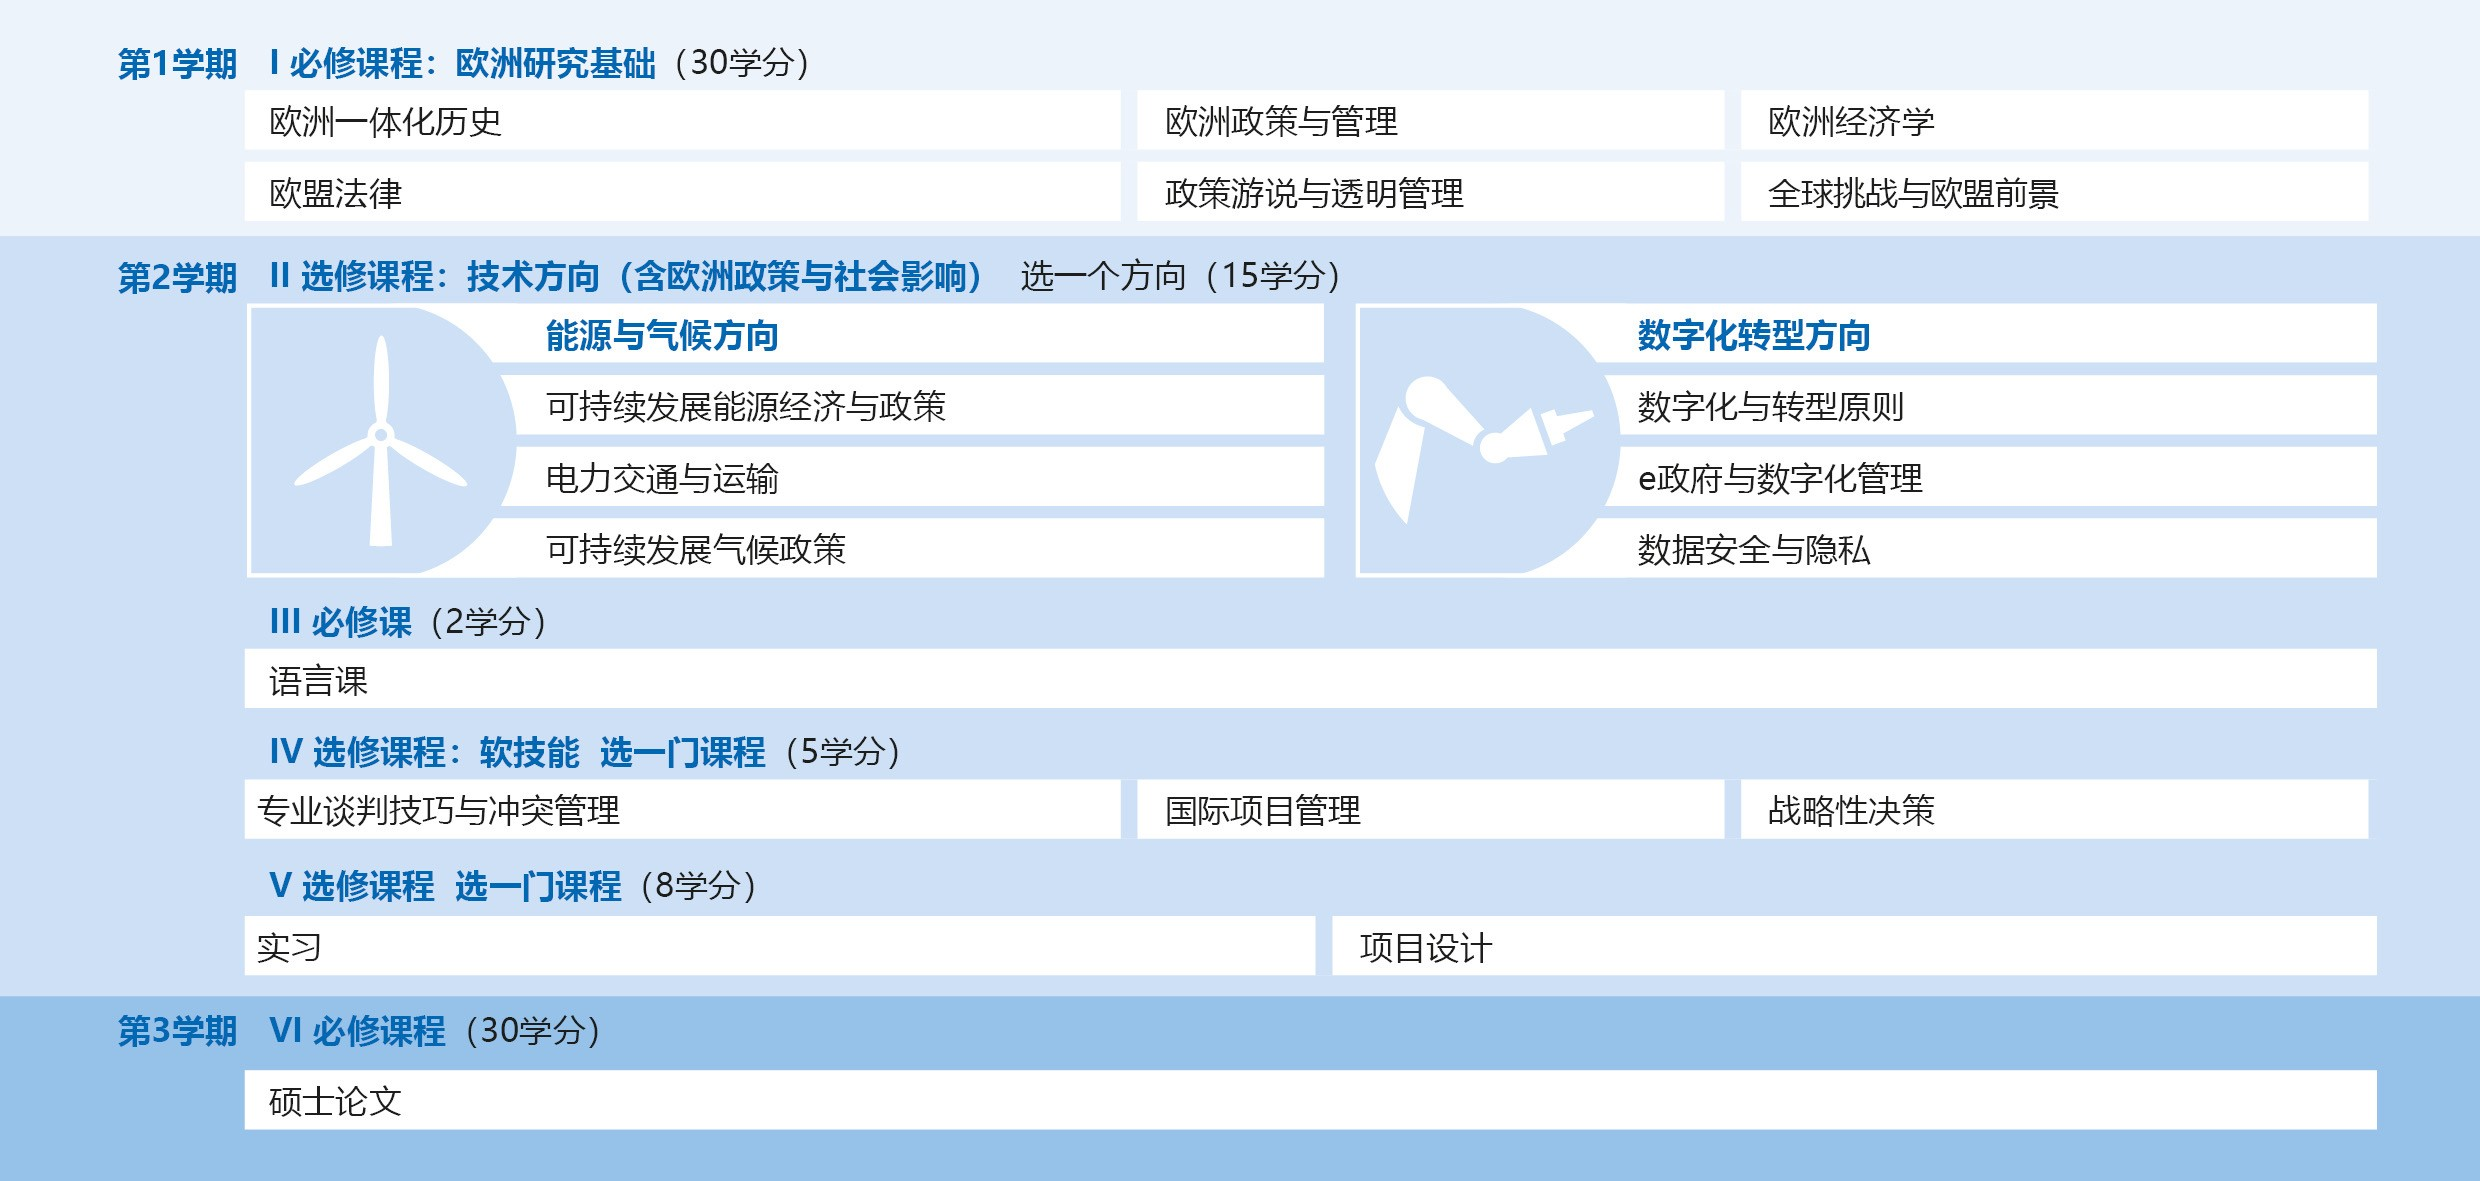 第1学期 I 必修课程：欧洲研究基础（30学分）
欧洲一体化历史 欧洲政策与管理 欧洲经济学
欧盟法律 政策游说与透明管理 全球挑战与欧盟前景
第2学期 II 选修课程：技术方向（含欧洲政策与社会影响） 选一个方向（15学分）
能源与气候方向
可持续发展能源经济与政策
电力交通与运输
可持续发展气候政策
数字化转型方向
数字化与转型原则
e政府与数字化管理
数据安全与隐私
III 必修课（2学分）
语言课
IV 选修课程：软技能 选一门课程（5学分）
专业谈判技巧与冲突管理 国际项目管理 战略性决策
V 选修课程 选一门课程（8学分）
实习 项目设计
第3学期 VI 必修课程（30学分）
硕士论文